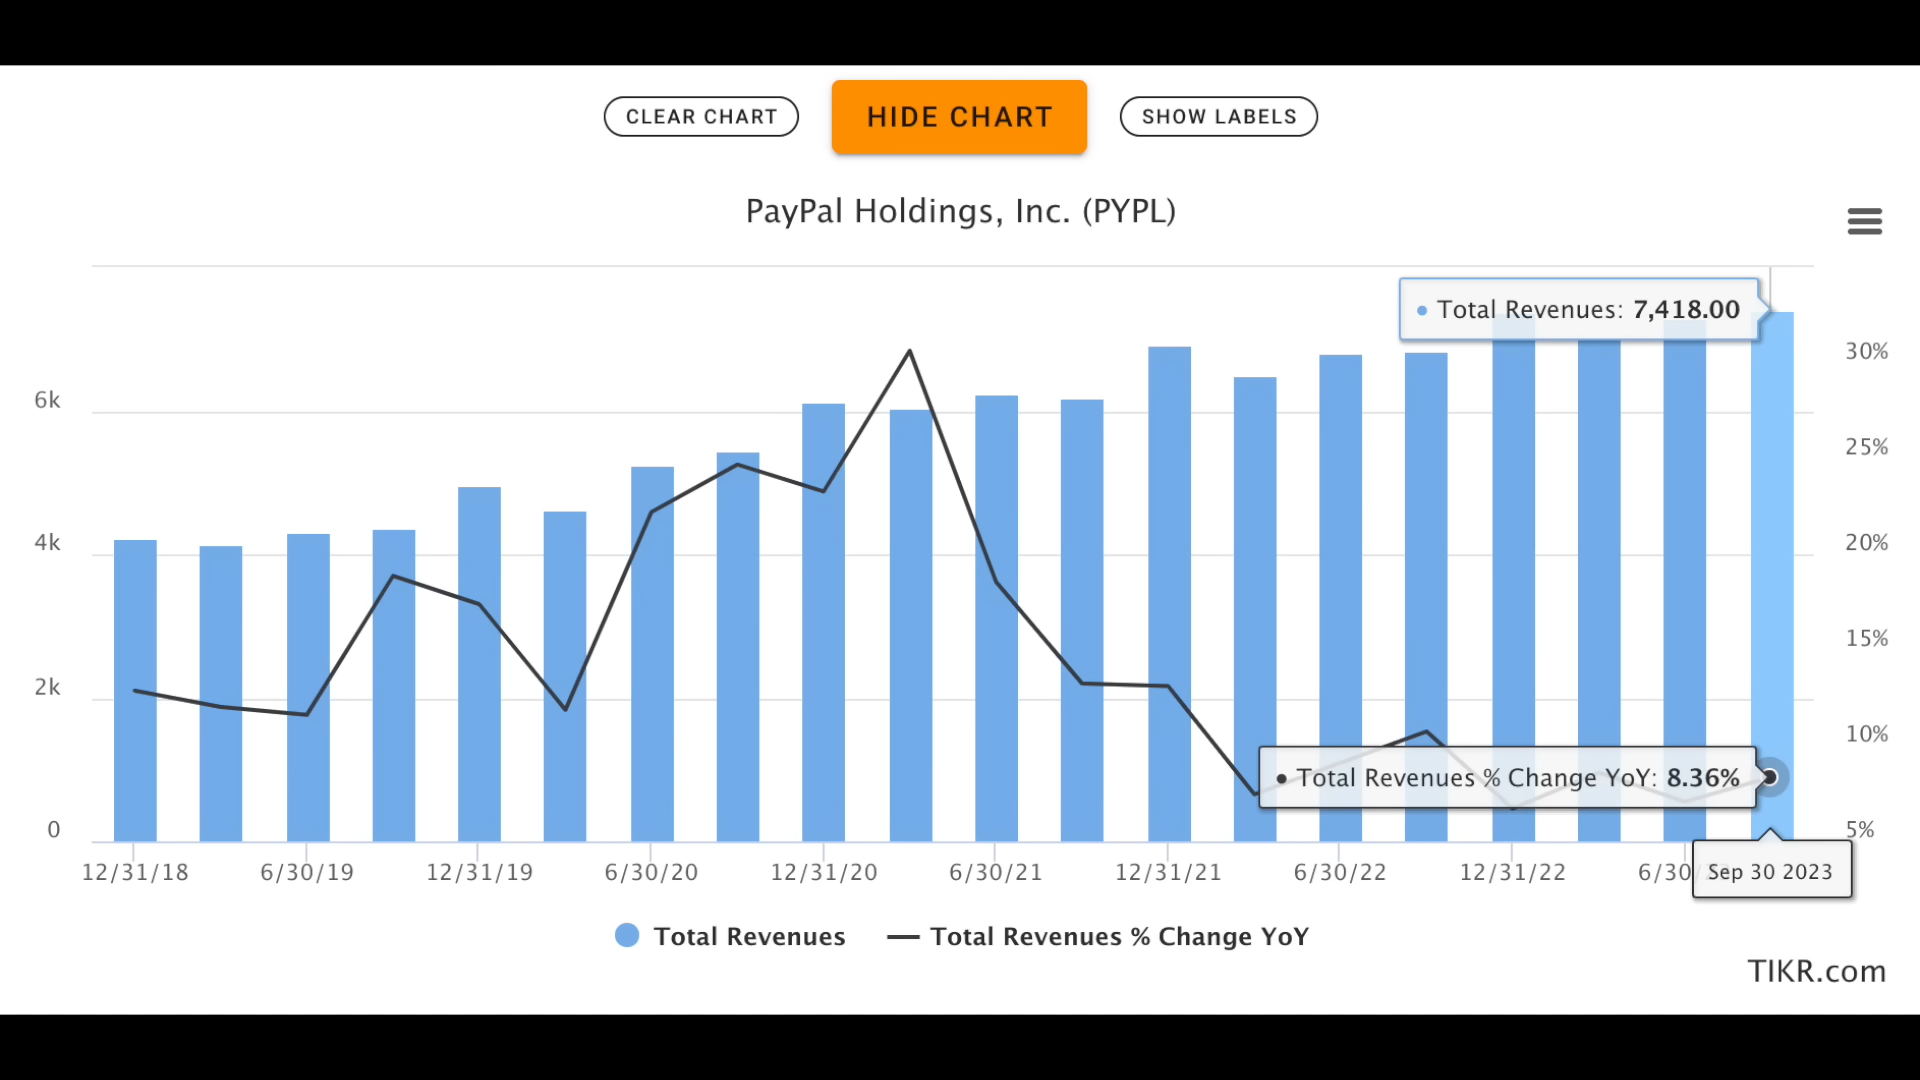 CLEAR CHART
HIDE CHART
SHOW LABELS
PayPal Holdings, Inc. (PYPL)
Total Revenues: 7,418.00
30%
6k
25%
4k
20%
15%
2k
10%
Total Revenues % Change YoY: 8.36%
0
5%
12/31/18 6/30/19 12/31/19 6/30/20 12/31/20 6/30/21 12/31/21 6/30/22 12/31/22 6/30/
Sep 30 2023
Total Revenues
Total Revenues % Change YoY
TIKR.com